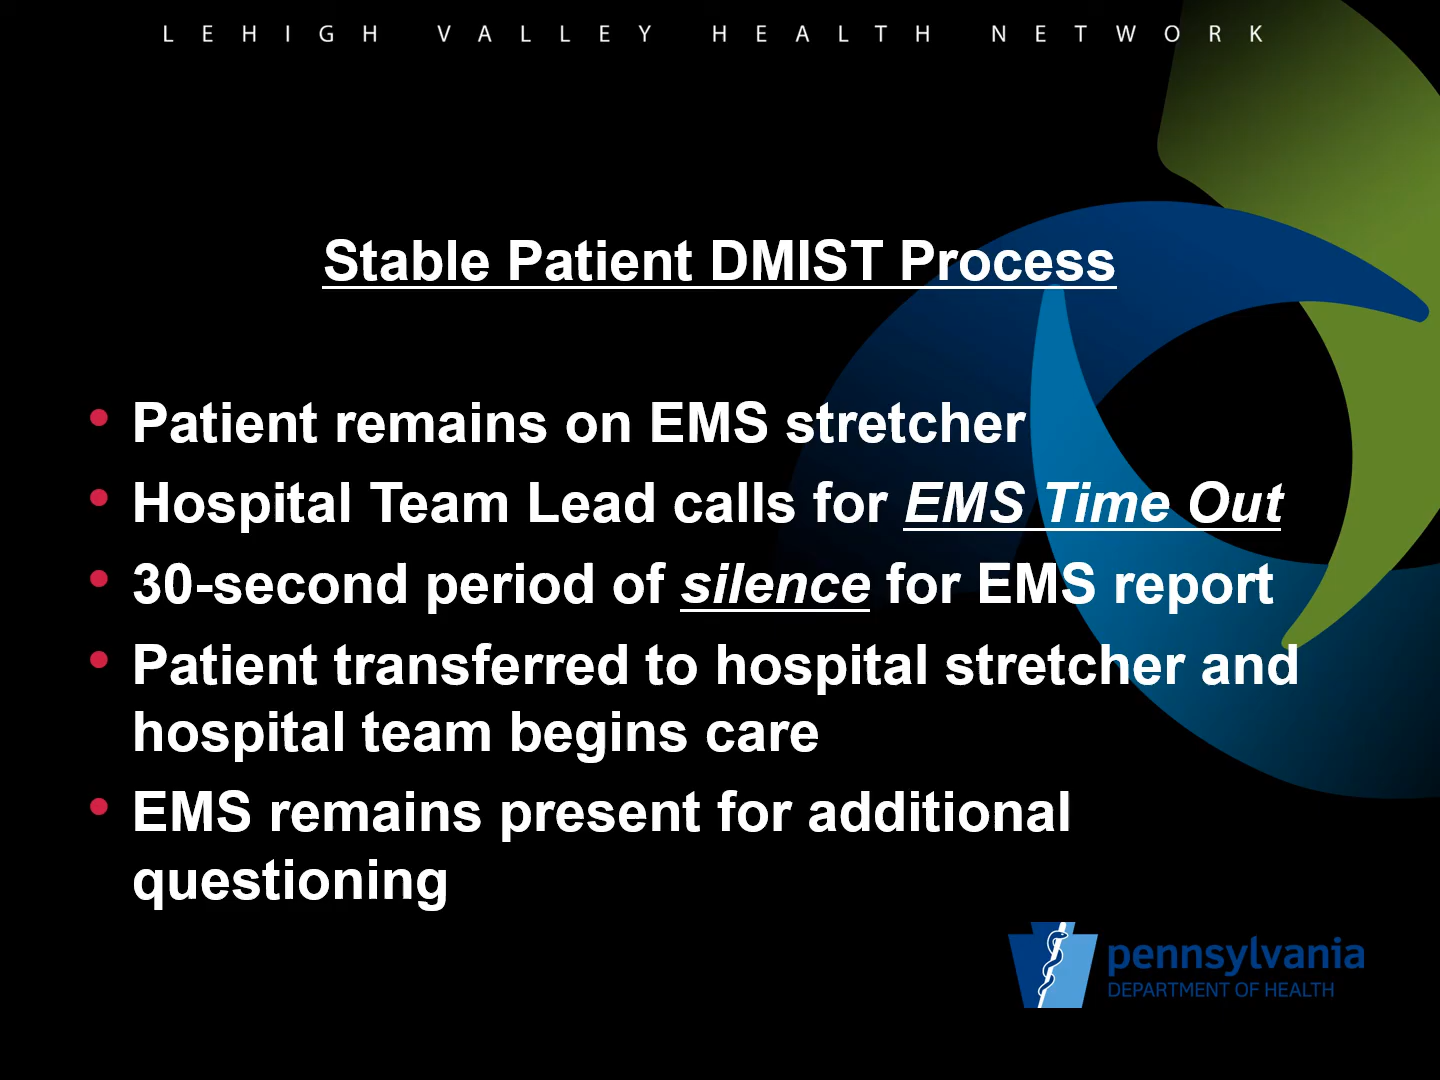 LEHIGH VALLEY HEALTH NETWORK
Stable Patient DMIST Process
• Patient remains on EMS stretcher
• Hospital Team Lead calls for EMS Time Out
• 30-second period of silence for EMS report
• Patient transferred to hospital stretcher and
hospital team begins care
• EMS remains present for additional
questioning
pennsylvania
DEPARTMENT OF HEALTH